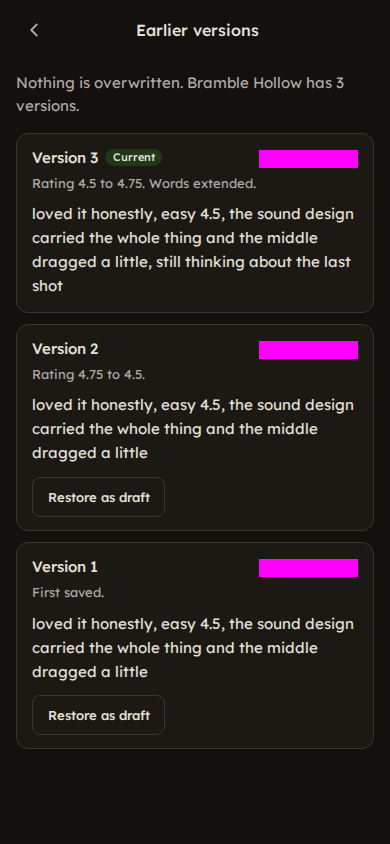 Earlier versions
Nothing is overwritten. Bramble Hollow has 3
versions.
Version 3 Current
Rating 4.5 to 4.75. Words extended.
loved it honestly, easy 4.5, the sound design
carried the whole thing and the middle
dragged a little, still thinking about the last
shot
Version 2
Rating 4.75 to 4.5.
loved it honestly, easy 4.5, the sound design
carried the whole thing and the middle
dragged a little
Restore as draft
Version 1
First saved.
loved it honestly, easy 4.5, the sound design
carried the whole thing and the middle
dragged a little
Restore as draft